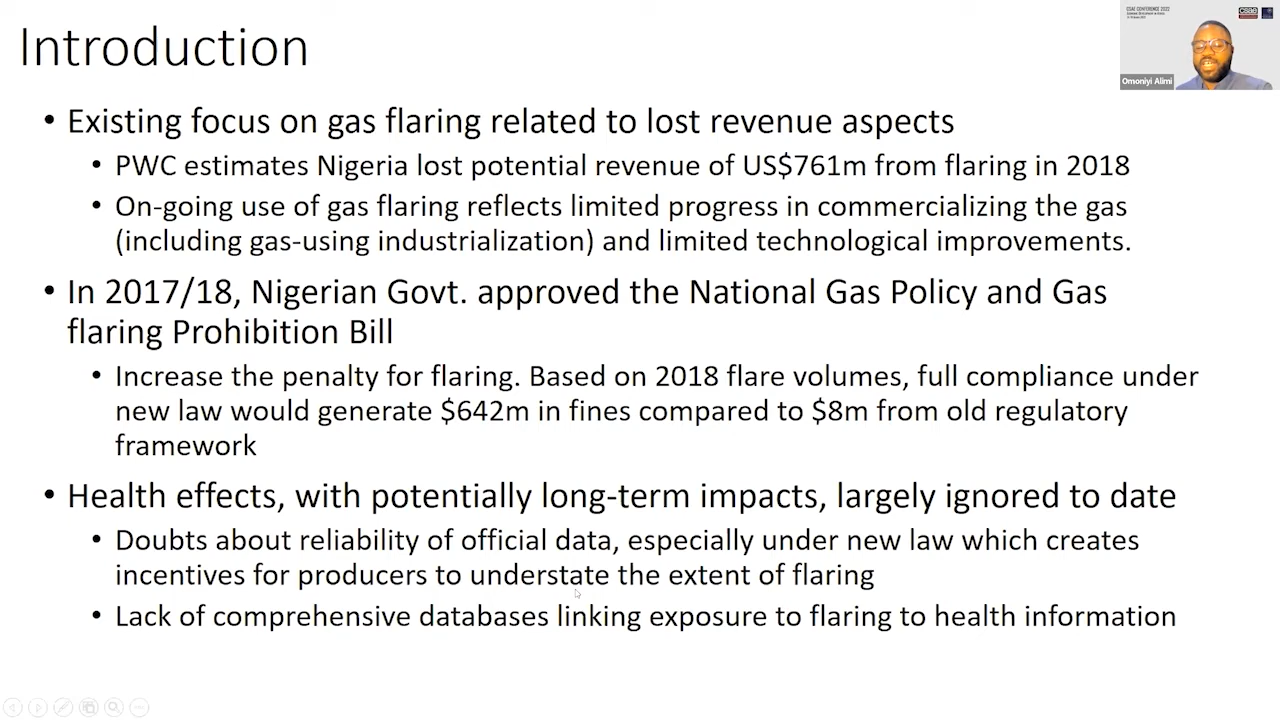 Introduction
CSAE CONFERENCE 2022
csae
Omoniyi Alimi
• Existing focus on gas flaring related to lost revenue aspects
• PWC estimates Nigeria lost potential revenue of US$761m from flaring in 2018
• On-going use of gas flaring reflects limited progress in commercializing the gas
(including gas-using industrialization) and limited technological improvements.
• In 2017/18, Nigerian Govt. approved the National Gas Policy and Gas
flaring Prohibition Bill
• Increase the penalty for flaring. Based on 2018 flare volumes, full compliance under
new law would generate $642m in fines compared to $8m from old regulatory
framework
• Health effects, with potentially long-term impacts, largely ignored to date
• Doubts about reliability of official data, especially under new law which creates
incentives for producers to understate the extent of flaring
• Lack of comprehensive databases linking exposure to flaring to health information